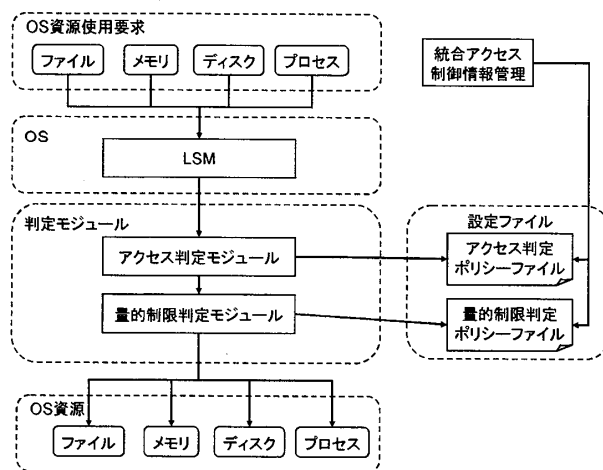 OS資源使用要求
ファイル
メモリ
ディスク
プロセス
統合アクセス
制御情報管理
OS
LSM
判定モジュール
アクセス判定モジュール
量的制限判定モジュール
設定ファイル
アクセス判定
ポリシーファイル
量的制限判定
ポリシーファイル
OS資源
ファイル
メモリ
ディスク
プロセス